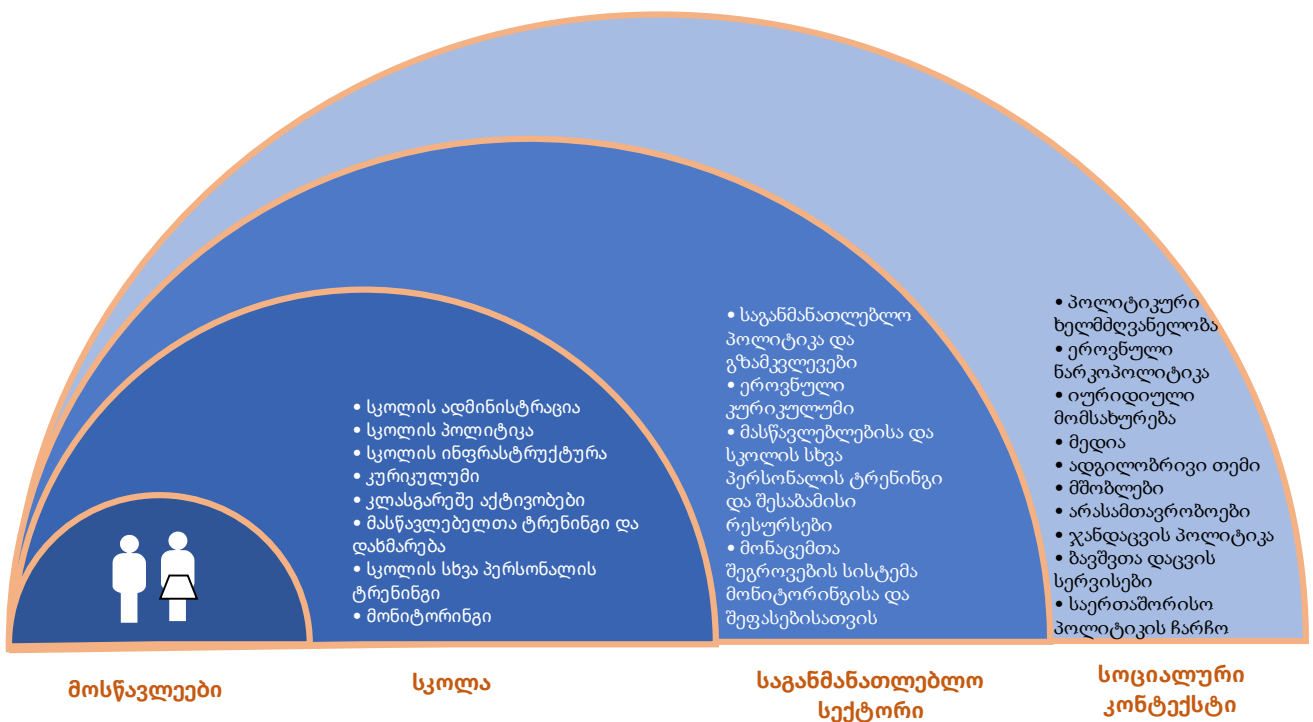 • სკოლის ადმინისტრაცია
• სკოლის პოლიტიკა
• სკოლის ინფრასტრუქტურა
• კურიკულუმი
• კლასგარეშე აქტივობები
• მასწავლებელთა ტრენინგი და
დახმარება
• სკოლის სხვა პერსონალის
ტრენინგი
• მონიტორინგი
• საგანმანათლებლო
პოლიტიკა და
გზამკვლევები
• ეროვნული
კურიკულუმი
• მასწავლებლებისა და
სკოლის სხვა
პერსონალის ტრენინგი
და შესაბამისი
რესურსები
• მონაცემთა
შეგროვების სისტემა
მონიტორინგისა და
შეფასებისათვის
• პოლიტიკური
ხელმძღვანელობა
• ეროვნული
ნარკოპოლიტიკა
• იურიდიული
მომსახურება
• მედია
• ადგილობრივი თემი
• მშობლები
• არასამთავრობოები
• ჯანდაცვის პოლიტიკა
• ბავშვთა დაცვის
სერვისები
• საერთაშორისო
პოლიტიკის ჩარჩო
მოსწავლეები
სკოლა
საგანმანათლებლო
სექტორი
სოციალური
კონტექსტი